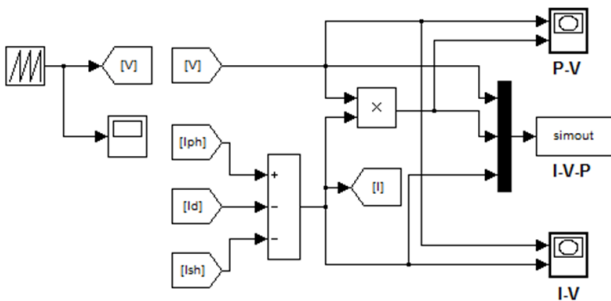 P-V
[V]
[V]
×
simout
[Iph]
I-V-P
+
[Id]
−
[I]
−
[Ish]
I-V